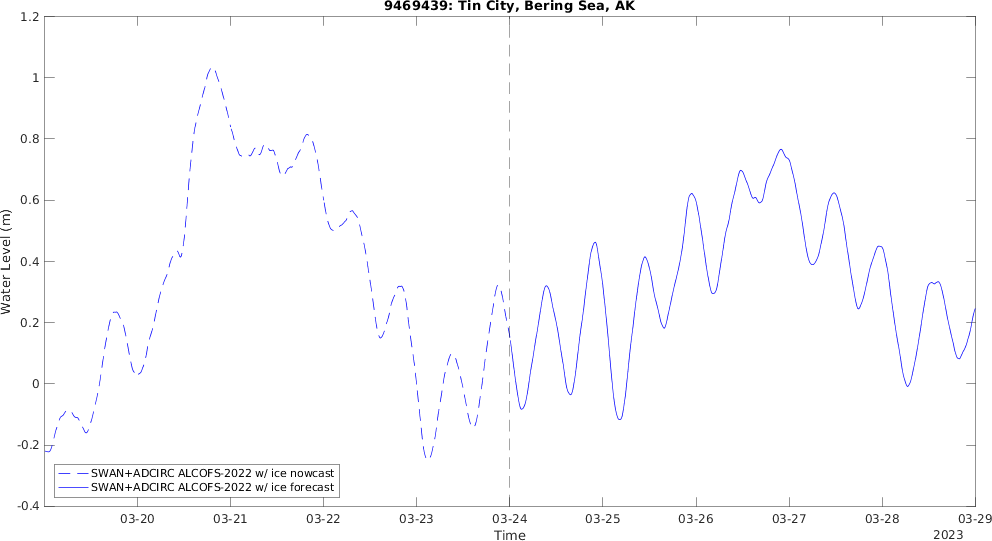 9469439: Tin City, Bering Sea, AK
1.2
1
0.8
0.6
0.4
0.2
0
-0.2
-0.4
Water Level (m)
SWAN+ADCIRC ALCOFS-2022 w/ ice nowcast
SWAN+ADCIRC ALCOFS-2022 w/ ice forecast
03-20 03-21 03-22 03-23 03-24 03-25 03-26 03-27 03-28 03-29
Time
2023